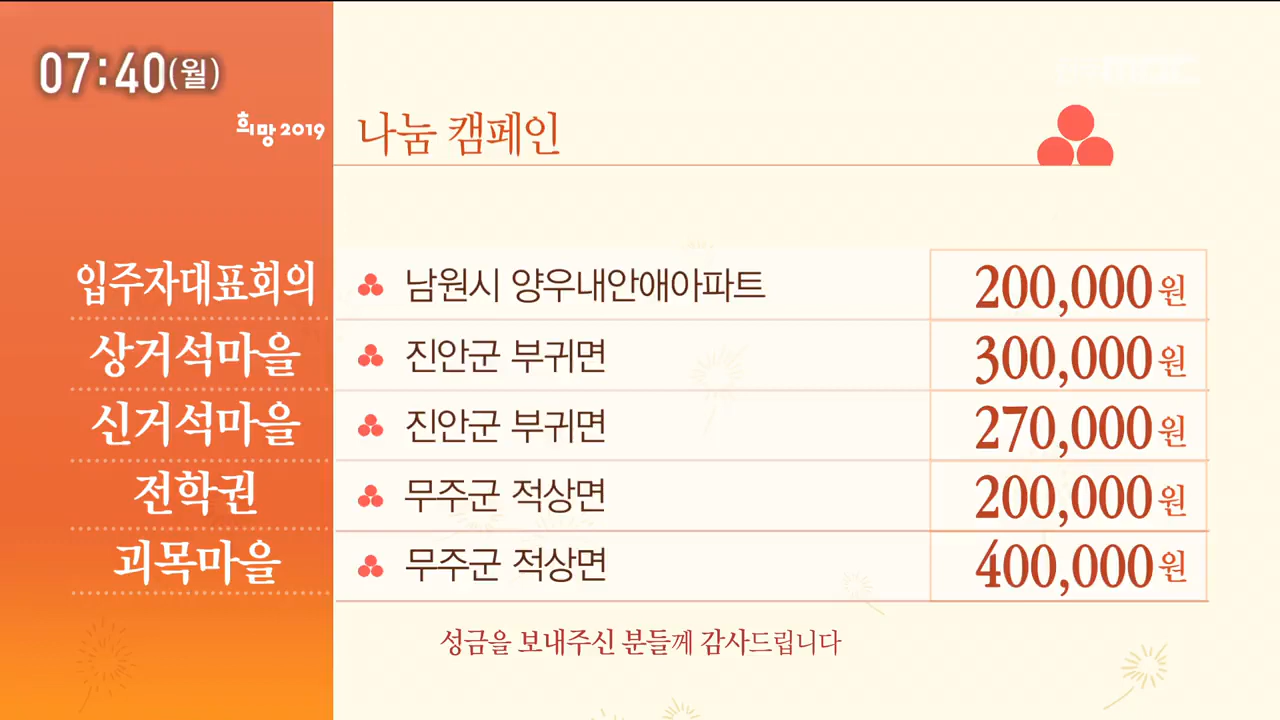 07:40(월)
희망 2019 나눔 캠페인
입주자대표회의 남원시 양우내안애아파트 200,000원
상거석마을 진안군 부귀면 300,000원
신거석마을 진안군 부귀면 270,000원
전학권 무주군 적상면 200,000원
괴목마을 무주군 적상면 400,000원
성금을 보내주신 분들께 감사드립니다